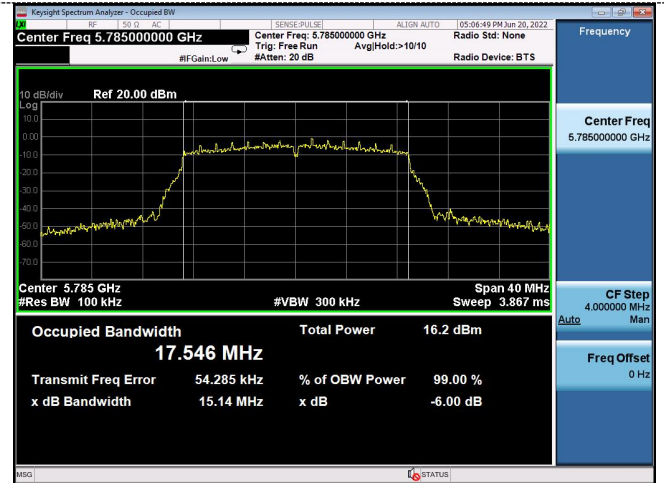 Keysight Spectrum Analyzer - Occupied BW
LXI RF 50 Ω AC SENSE:PULSE ALIGN AUTO 05:06:49 PM Jun 20, 2022
Center Freq 5.785000000 GHz
Center Freq: 5.785000000 GHz Radio Std: None
Trig: Free Run Avg|Hold:>10/10
#IFGain:Low #Atten: 20 dB Radio Device: BTS
Frequency
10 dB/div Ref 20.00 dBm
Log
10.0
0.00
-10.0
-20.0
-30.0
-40.0
-50.0
-60.0
-70.0
Center Freq
5.785000000 GHz
Center 5.785 GHz Span 40 MHz
#Res BW 100 kHz #VBW 300 kHz Sweep 3.867 ms
CF Step
4.000000 MHz
Auto Man
Occupied Bandwidth Total Power 16.2 dBm
17.546 MHz
Freq Offset
0 Hz
Transmit Freq Error 54.285 kHz % of OBW Power 99.00 %
x dB Bandwidth 15.14 MHz x dB -6.00 dB
MSG STATUS